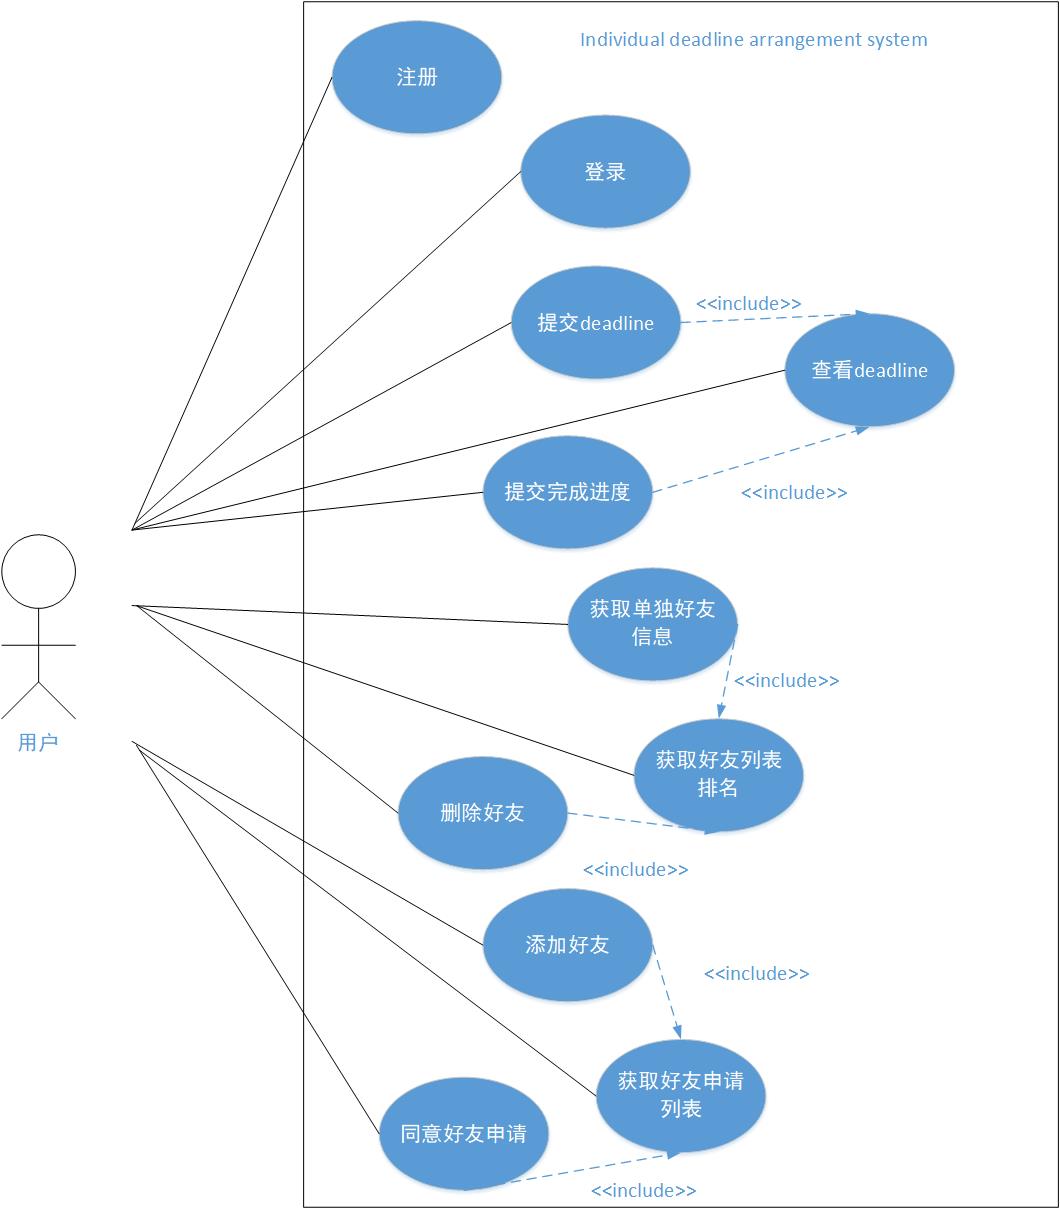 Individual deadline arrangement system
注册
登录
提交deadline
<<include>>
查看deadline
提交完成进度
<<include>>
获取单独好友
信息
<<include>>
用户
获取好友列表
排名
删除好友
<<include>>
添加好友
<<include>>
获取好友申请
列表
同意好友申请
<<include>>